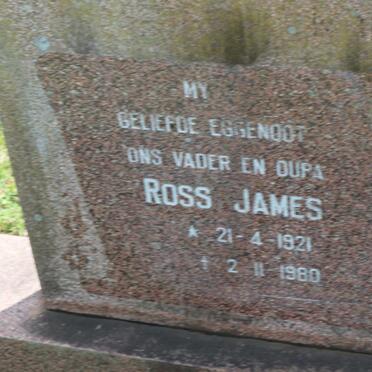 MY
GELIEFDE EGGENOOT
ONS VADER EN OUPA
ROSS JAMES
* 21-4-1921
† 2-11-1980